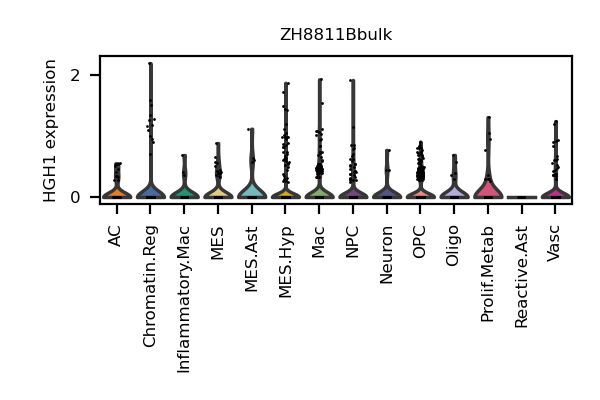 ZH8811Bbulk
HGH1 expression
2
0
AC
Chromatin.Reg
Inflammatory.Mac
MES
MES.Ast
MES.Hyp
Mac
NPC
Neuron
OPC
Oligo
Prolif.Metab
Reactive.Ast
Vasc